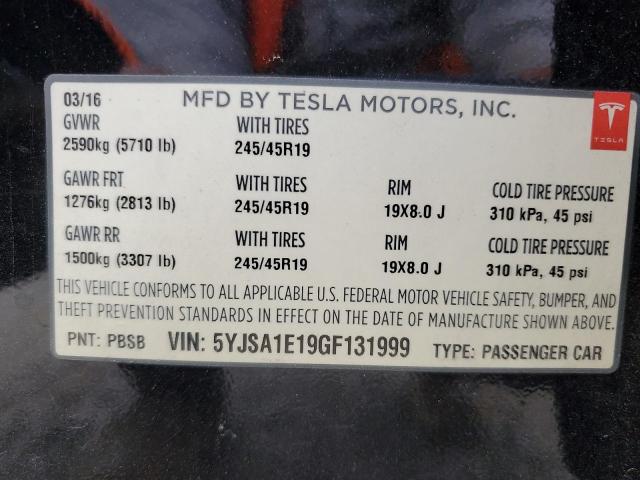 03/16 MFD BY TESLA MOTORS, INC.
TESLA
GVWR WITH TIRES
2590kg (5710 lb) 245/45R19
GAWR FRT WITH TIRES RIM COLD TIRE PRESSURE
1276kg (2813 lb) 245/45R19 19X8.0 J 310 kPa, 45 psi
GAWR RR WITH TIRES RIM COLD TIRE PRESSURE
1500kg (3307 lb) 245/45R19 19X8.0 J 310 kPa, 45 psi
THIS VEHICLE CONFORMS TO ALL APPLICABLE U.S. FEDERAL MOTOR VEHICLE SAFETY, BUMPER, AND
THEFT PREVENTION STANDARDS IN EFFECT ON THE DATE OF MANUFACTURE SHOWN ABOVE.
PNT: PBSB VIN: 5YJSA1E19GF131999 TYPE: PASSENGER CAR